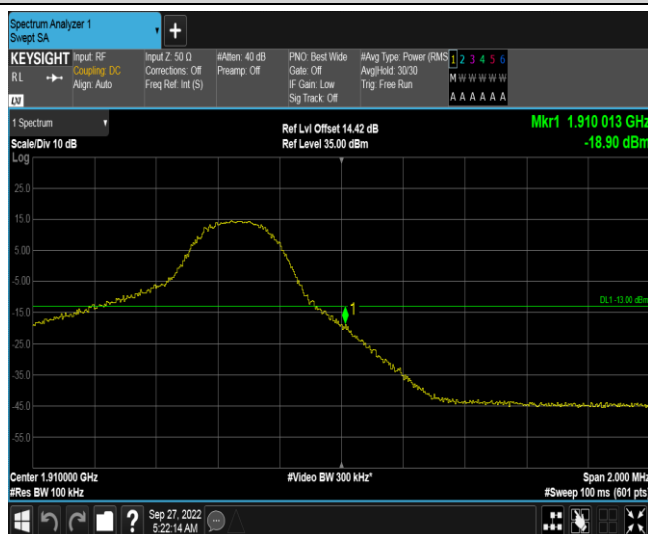 Spectrum Analyzer 1
Swept SA
+
KEYSIGHT
RL
LXI
Input: RF
Coupling: DC
Align: Auto
Input Z: 50 Ω
Corrections: Off
Freq Ref: Int (S)
#Atten: 40 dB
Preamp: Off
PNO: Best Wide
Gate: Off
IF Gain: Low
Sig Track: Off
#Avg Type: Power (RMS
Avg|Hold: 30/30
Trig: Free Run
1 2 3 4 5 6
M W W W W W
A A A A A A
1 Spectrum
Scale/Div 10 dB
Ref Lvl Offset 14.42 dB
Ref Level 35.00 dBm
Mkr1 1.910 013 GHz
-18.90 dBm
Log
25.0
15.0
5.00
-5.00
-15.0
-25.0
-35.0
-45.0
-55.0
DL1 -13.00 dBm
1
Center 1.910000 GHz
#Res BW 100 kHz
#Video BW 300 kHz*
Span 2.000 MHz
#Sweep 100 ms (601 pts)
?
Sep 27, 2022
5:22:14 AM